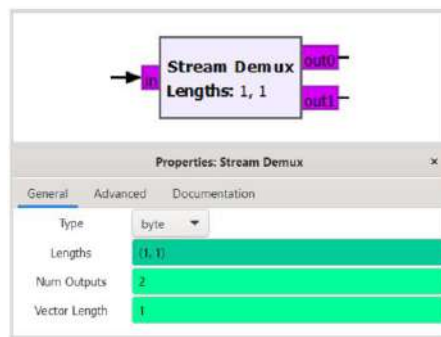 in
Stream Demux
Lengths: 1, 1
out0
out1
Properties: Stream Demux ×
General Advanced Documentation
Type byte
Lengths (1, 1)
Num Outputs 2
Vector Length 1